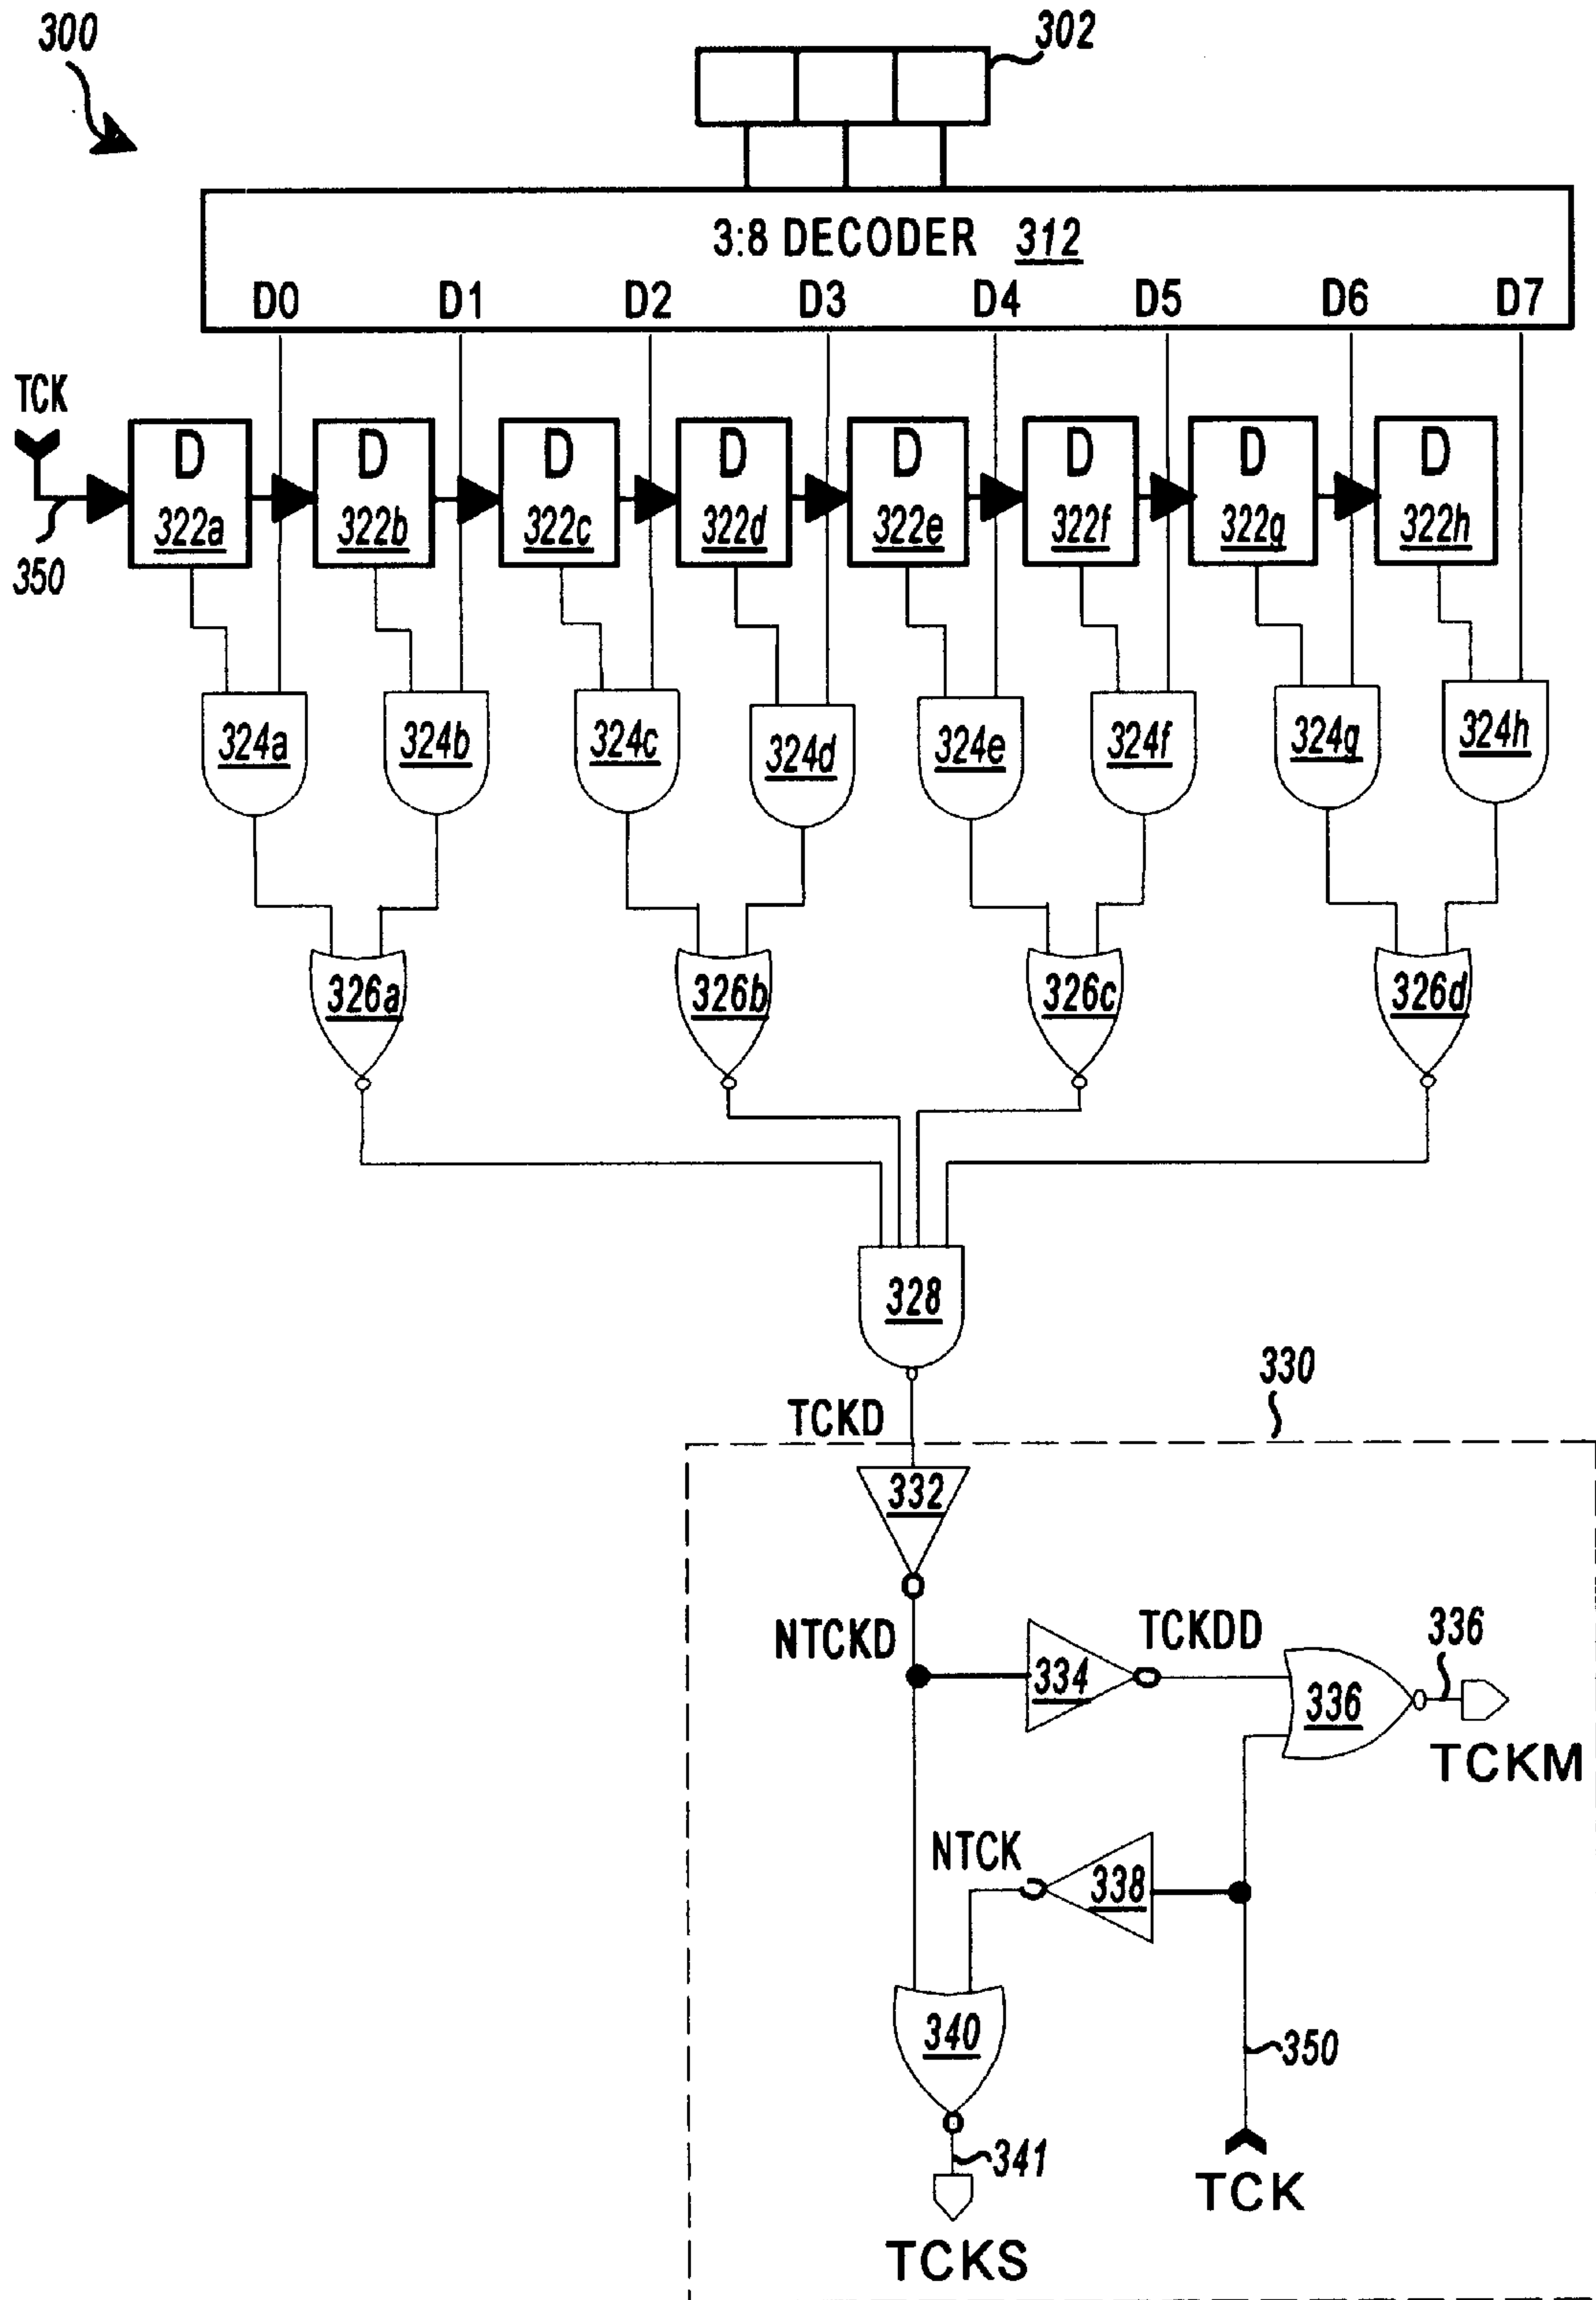 300
302
3:8 DECODER 312
D0 D1 D2 D3 D4 D5 D6 D7
TCK
D D D D D D D D
322a 322b 322c 322d 322e 322f 322g 322h
350
324a 324b 324c 324d 324e 324f 324g 324h
326a 326b 326c 326d
328
330
TCKD
332
NTCKD
TCKDD
336
334
336
TCKM
NTCK
338
340
350
341
TCK
TCKS